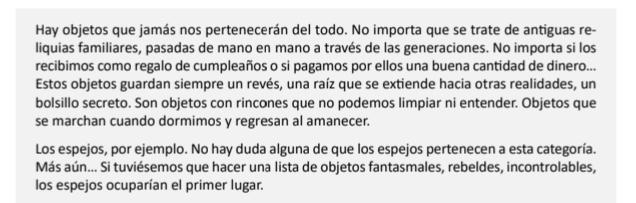 Hay objetos que jamás nos pertenecerán del todo. No importa que se trate de antiguas re-
liquias familiares, pasadas de mano en mano a través de las generaciones. No importa si los
recibimos como regalo de cumpleaños o si pagamos por ellos una buena cantidad de dinero...
Estos objetos guardan siempre un revés, una raíz que se extiende hacia otras realidades, un
bolsillo secreto. Son objetos con rincones que no podemos limpiar ni entender. Objetos que
se marchan cuando dormimos y regresan al amanecer.
Los espejos, por ejemplo. No hay duda alguna de que los espejos pertenecen a esta categoría.
Más aún... Si tuviésemos que hacer una lista de objetos fantasmales, rebeldes, incontrolables,
los espejos ocuparían el primer lugar.